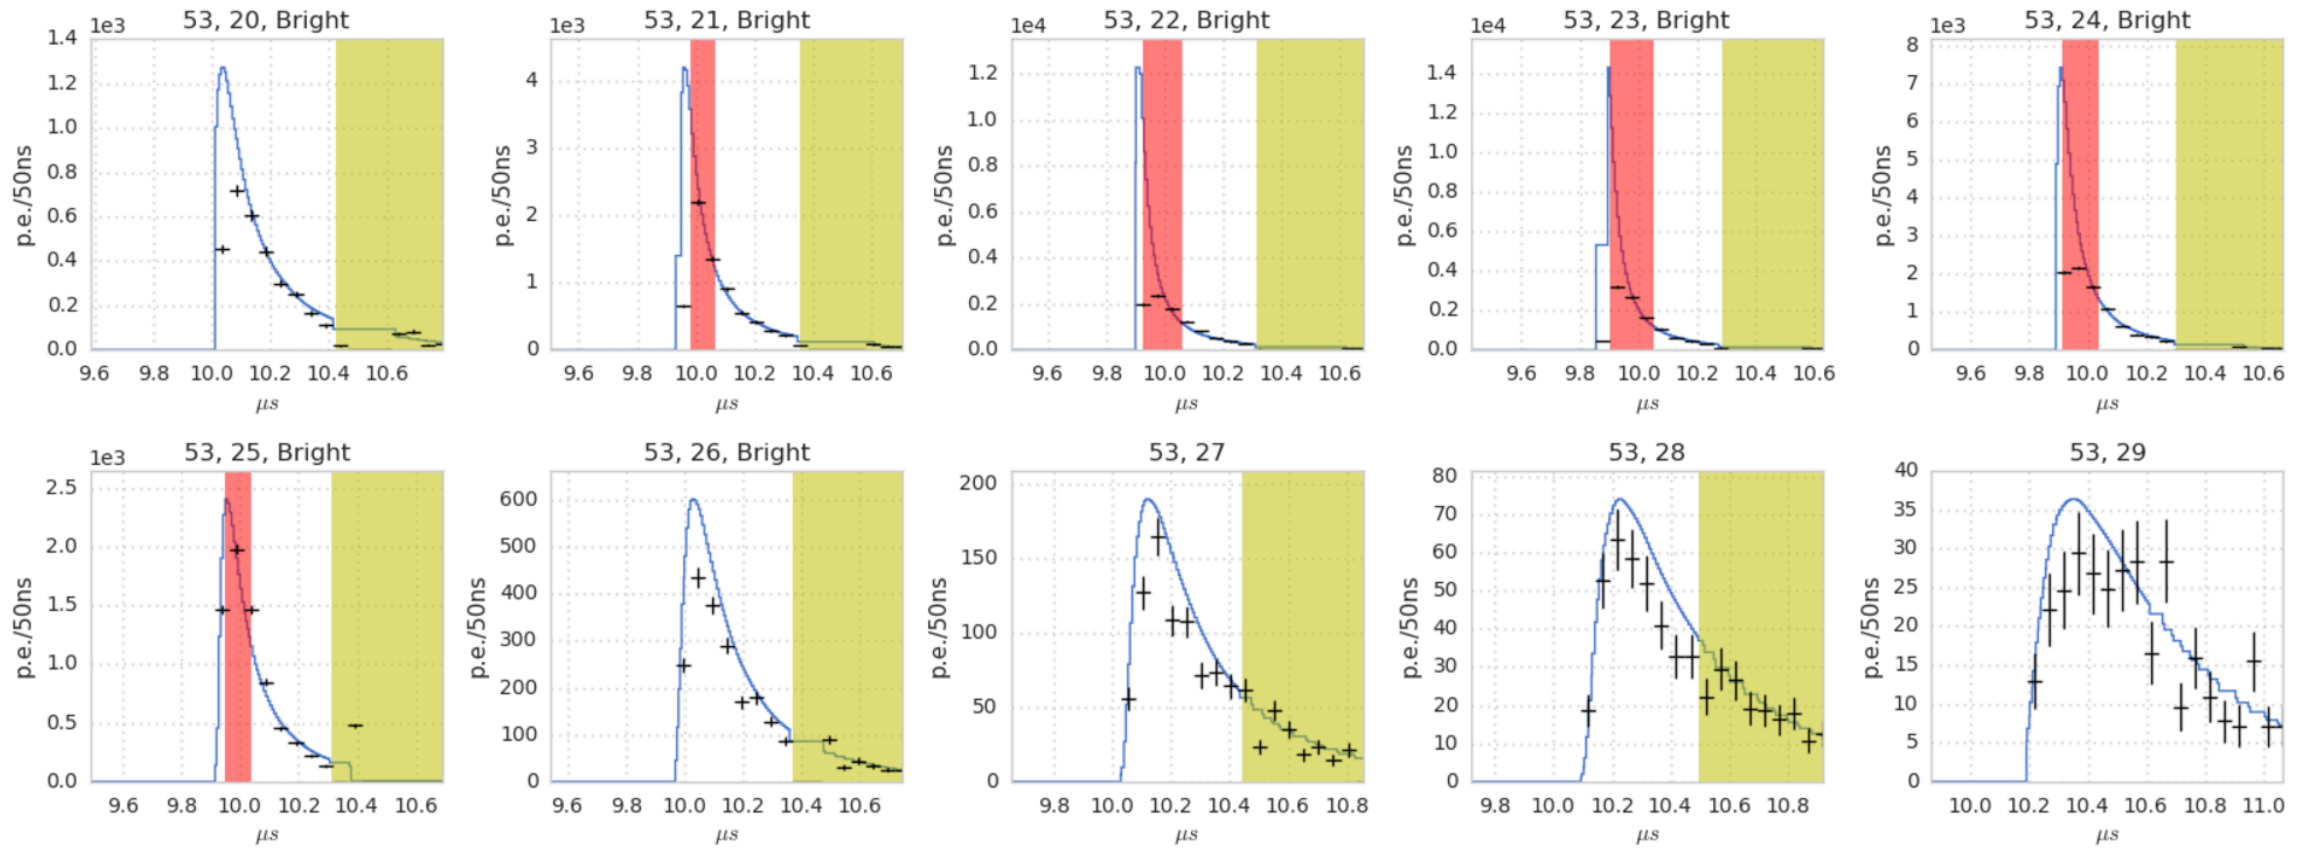 53, 20, Bright
1e3
1.4
1.2
1.0
0.8
0.6
0.4
0.2
0.0
p.e./50ns
9.6 9.8 10.0 10.2 10.4 10.6
μs
53, 21, Bright
1e3
4
3
2
1
0
p.e./50ns
9.6 9.8 10.0 10.2 10.4 10.6
μs
53, 22, Bright
1e4
1.2
1.0
0.8
0.6
0.4
0.2
0.0
p.e./50ns
9.6 9.8 10.0 10.2 10.4 10.6
μs
53, 23, Bright
1e4
1.4
1.2
1.0
0.8
0.6
0.4
0.2
0.0
p.e./50ns
9.6 9.8 10.0 10.2 10.4 10.6
μs
53, 24, Bright
1e3
8
7
6
5
4
3
2
1
0
p.e./50ns
9.6 9.8 10.0 10.2 10.4 10.6
μs
53, 25, Bright
1e3
2.5
2.0
1.5
1.0
0.5
0.0
p.e./50ns
9.6 9.8 10.0 10.2 10.4 10.6
μs
53, 26, Bright
600
500
400
300
200
100
0
p.e./50ns
9.6 9.8 10.0 10.2 10.4 10.6
μs
53, 27
200
150
100
50
0
p.e./50ns
9.8 10.0 10.2 10.4 10.6 10.8
μs
53, 28
80
70
60
50
40
30
20
10
0
p.e./50ns
9.8 10.0 10.2 10.4 10.6 10.8
μs
53, 29
40
35
30
25
20
15
10
5
0
p.e./50ns
10.0 10.2 10.4 10.6 10.8 11.0
μs